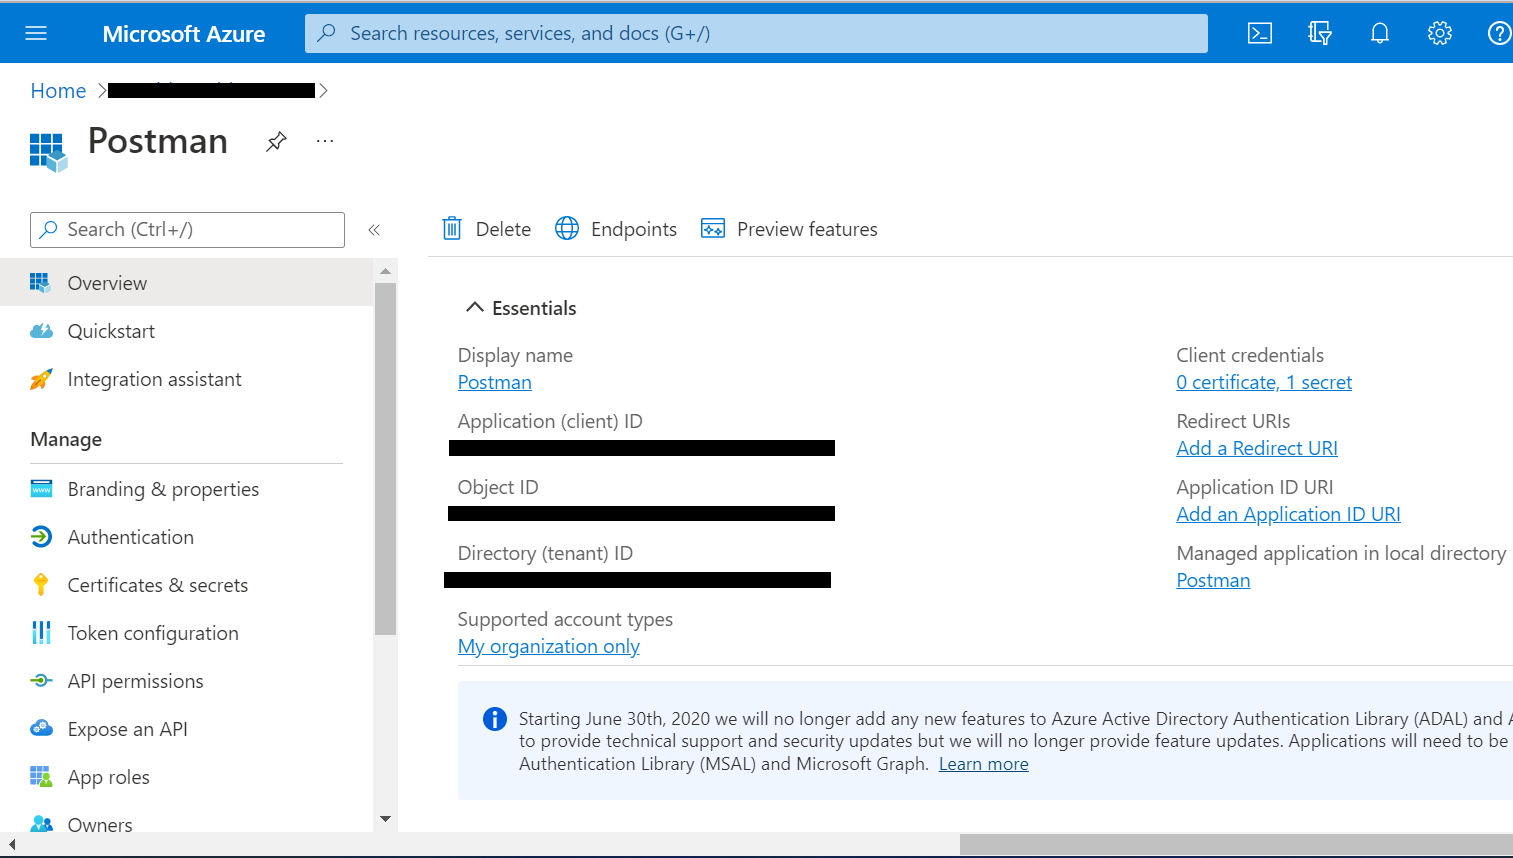 Microsoft Azure
Search resources, services, and docs (G+/)
Home
Postman
Search (Ctrl+/)
Overview
Quickstart
Integration assistant
Manage
Branding & properties
Authentication
Certificates & secrets
Token configuration
API permissions
Expose an API
App roles
Owners
Delete Endpoints Preview features
Essentials
Display name
Postman
Application (client) ID
Object ID
Directory (tenant) ID
Supported account types
My organization only
Client credentials
0 certificate, 1 secret
Redirect URIs
Add a Redirect URI
Application ID URI
Add an Application ID URI
Managed application in local directory
Postman
Starting June 30th, 2020 we will no longer add any new features to Azure Active Directory Authentication Library (ADAL) and
to provide technical support and security updates but we will no longer provide feature updates. Applications will need to be
Authentication Library (MSAL) and Microsoft Graph. Learn more